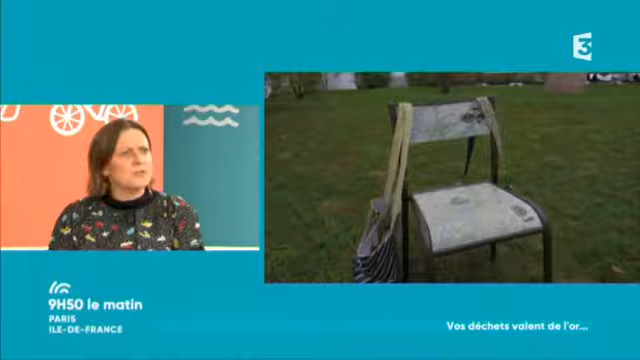 3
9H50 le matin
PARIS
ILE-DE-FRANCE
Vos déchets valent de l'or...